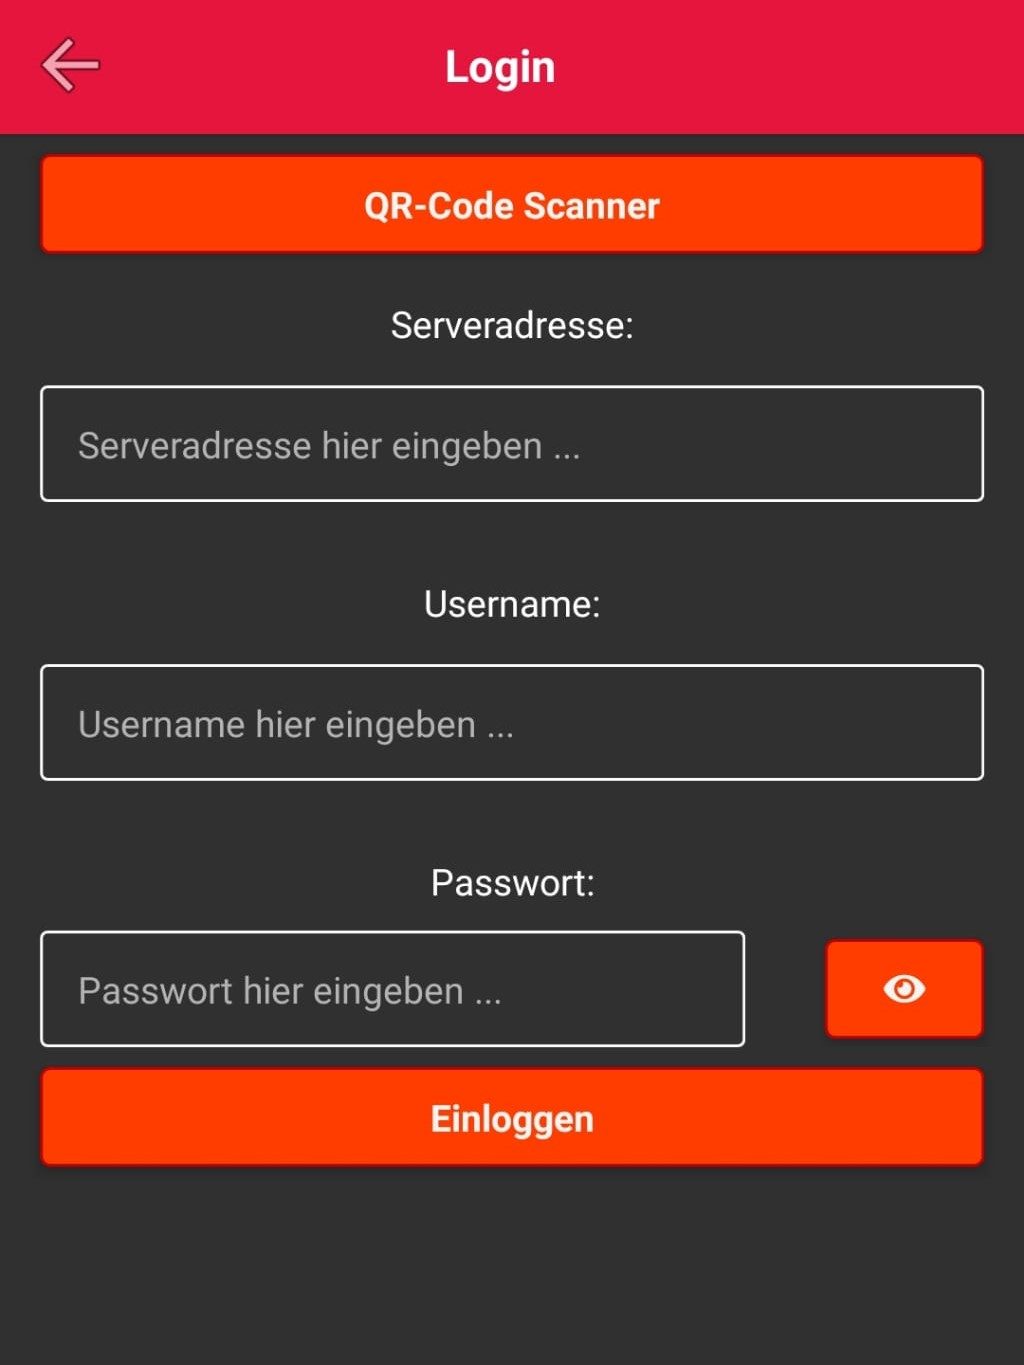 Login
QR-Code Scanner
Serveradresse:
Serveradresse hier eingeben ...
Username:
Username hier eingeben ...
Passwort:
Passwort hier eingeben ...
Einloggen